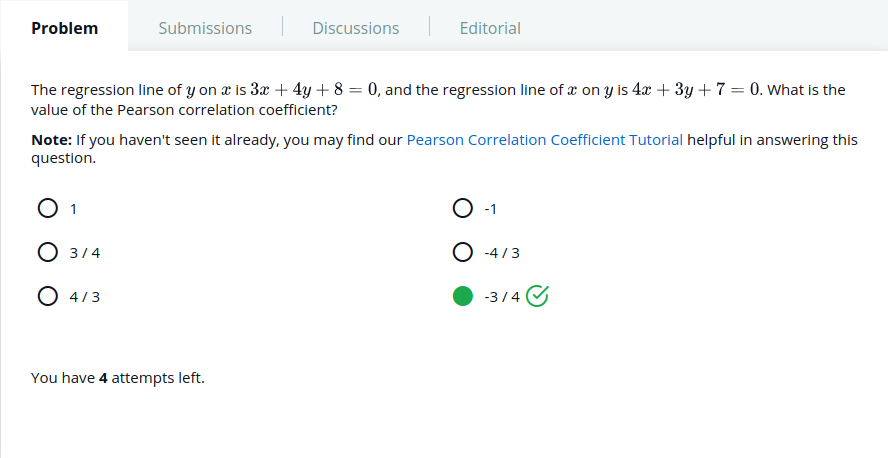 Problem
Submissions
Discussions
Editorial
The regression line of y on x is 3x + 4y + 8 = 0, and the regression line of x on y is 4x + 3y + 7 = 0. What is the
value of the Pearson correlation coefficient?
Note: If you haven't seen it already, you may find our Pearson Correlation Coefficient Tutorial helpful in answering this
question.
1
-1
3 / 4
-4 / 3
4 / 3
-3 / 4
You have 4 attempts left.